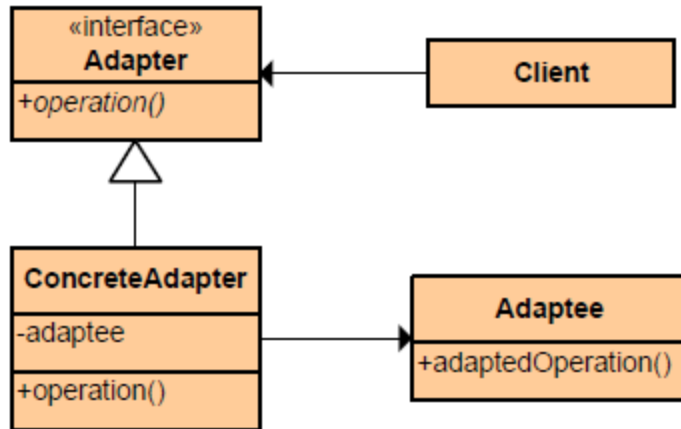 «interface»
Adapter
+operation()
Client
ConcreteAdapter
-adaptee
+operation()
Adaptee
+adaptedOperation()